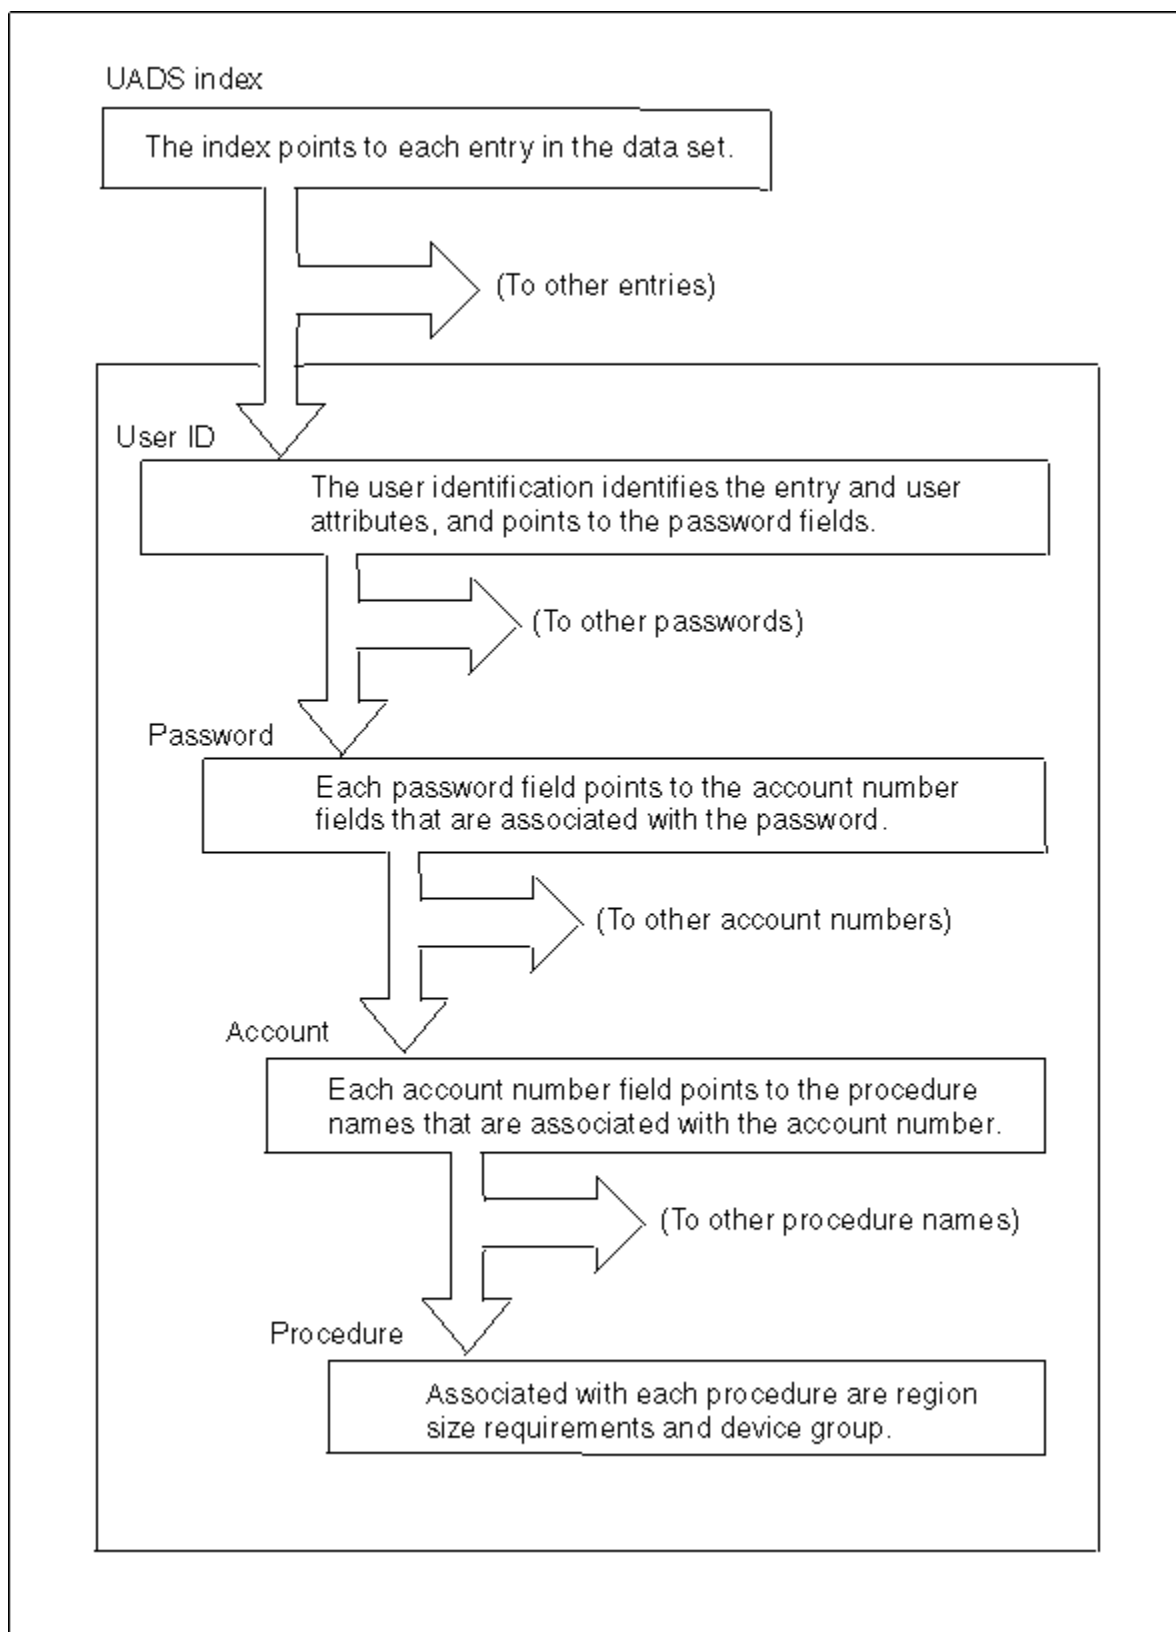 UADS index
The index points to each entry in the data set.
(To other entries)
User ID
The user identification identifies the entry and user
attributes, and points to the password fields.
(To other passwords)
Password
Each password field points to the account number
fields that are associated with the password.
(To other account numbers)
Account
Each account number field points to the procedure
names that are associated with the account number.
(To other procedure names)
Procedure
Associated with each procedure are region
size requirements and device group.